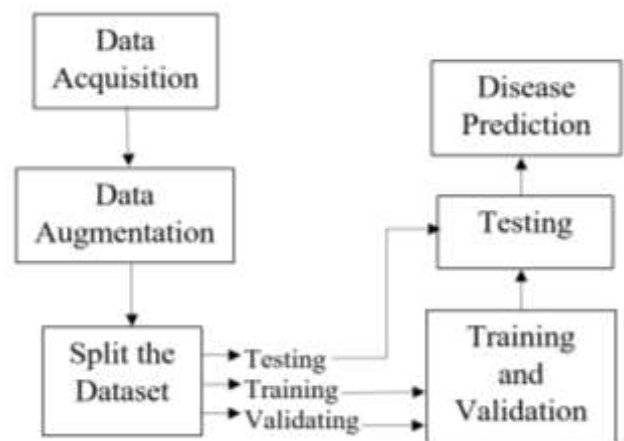 Data
Acquisition
Data
Augmentation
Split the
Dataset
Testing
Training
Validating
Disease
Prediction
Testing
Training
and
Validation